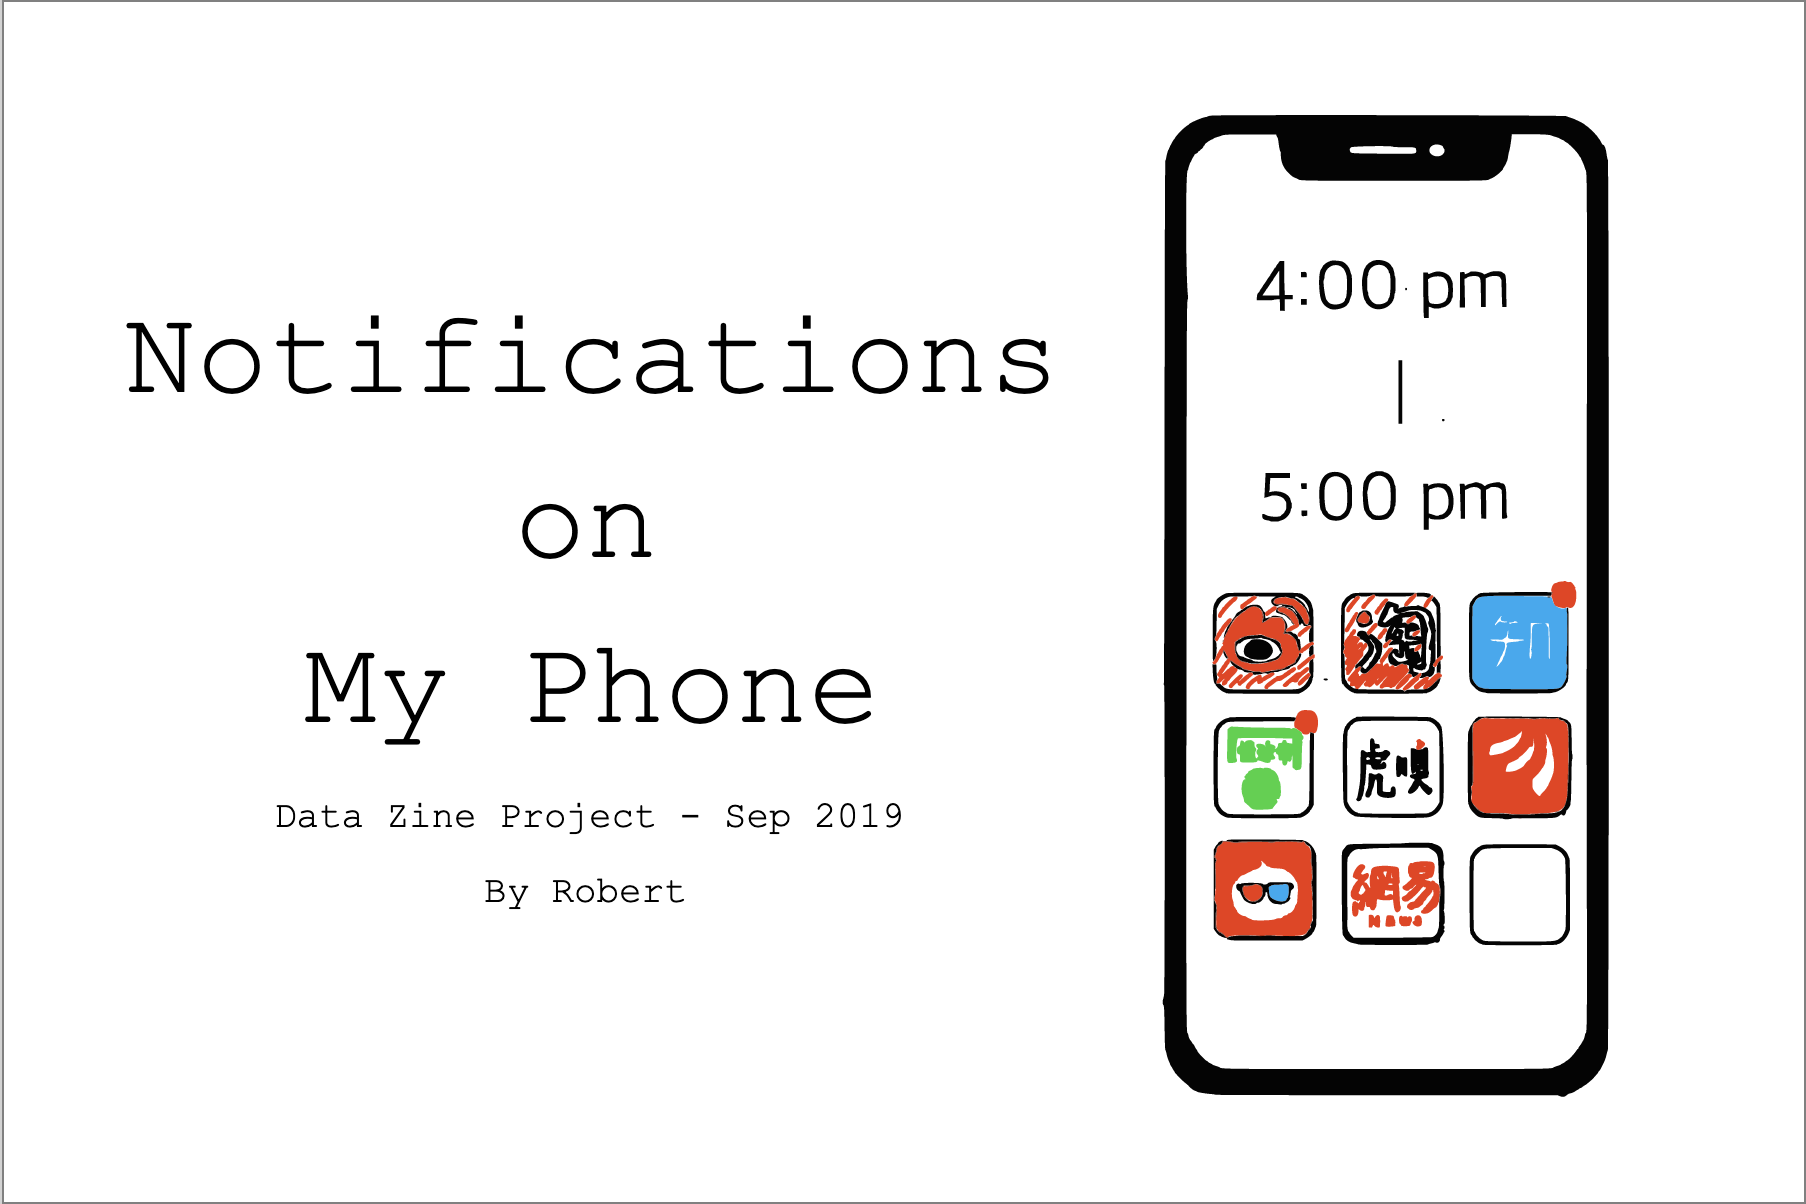 Notifications
on
My Phone
Data Zine Project - Sep 2019
By Robert
4:00 pm
5:00 pm
淘
知
虎嗅
網易
News